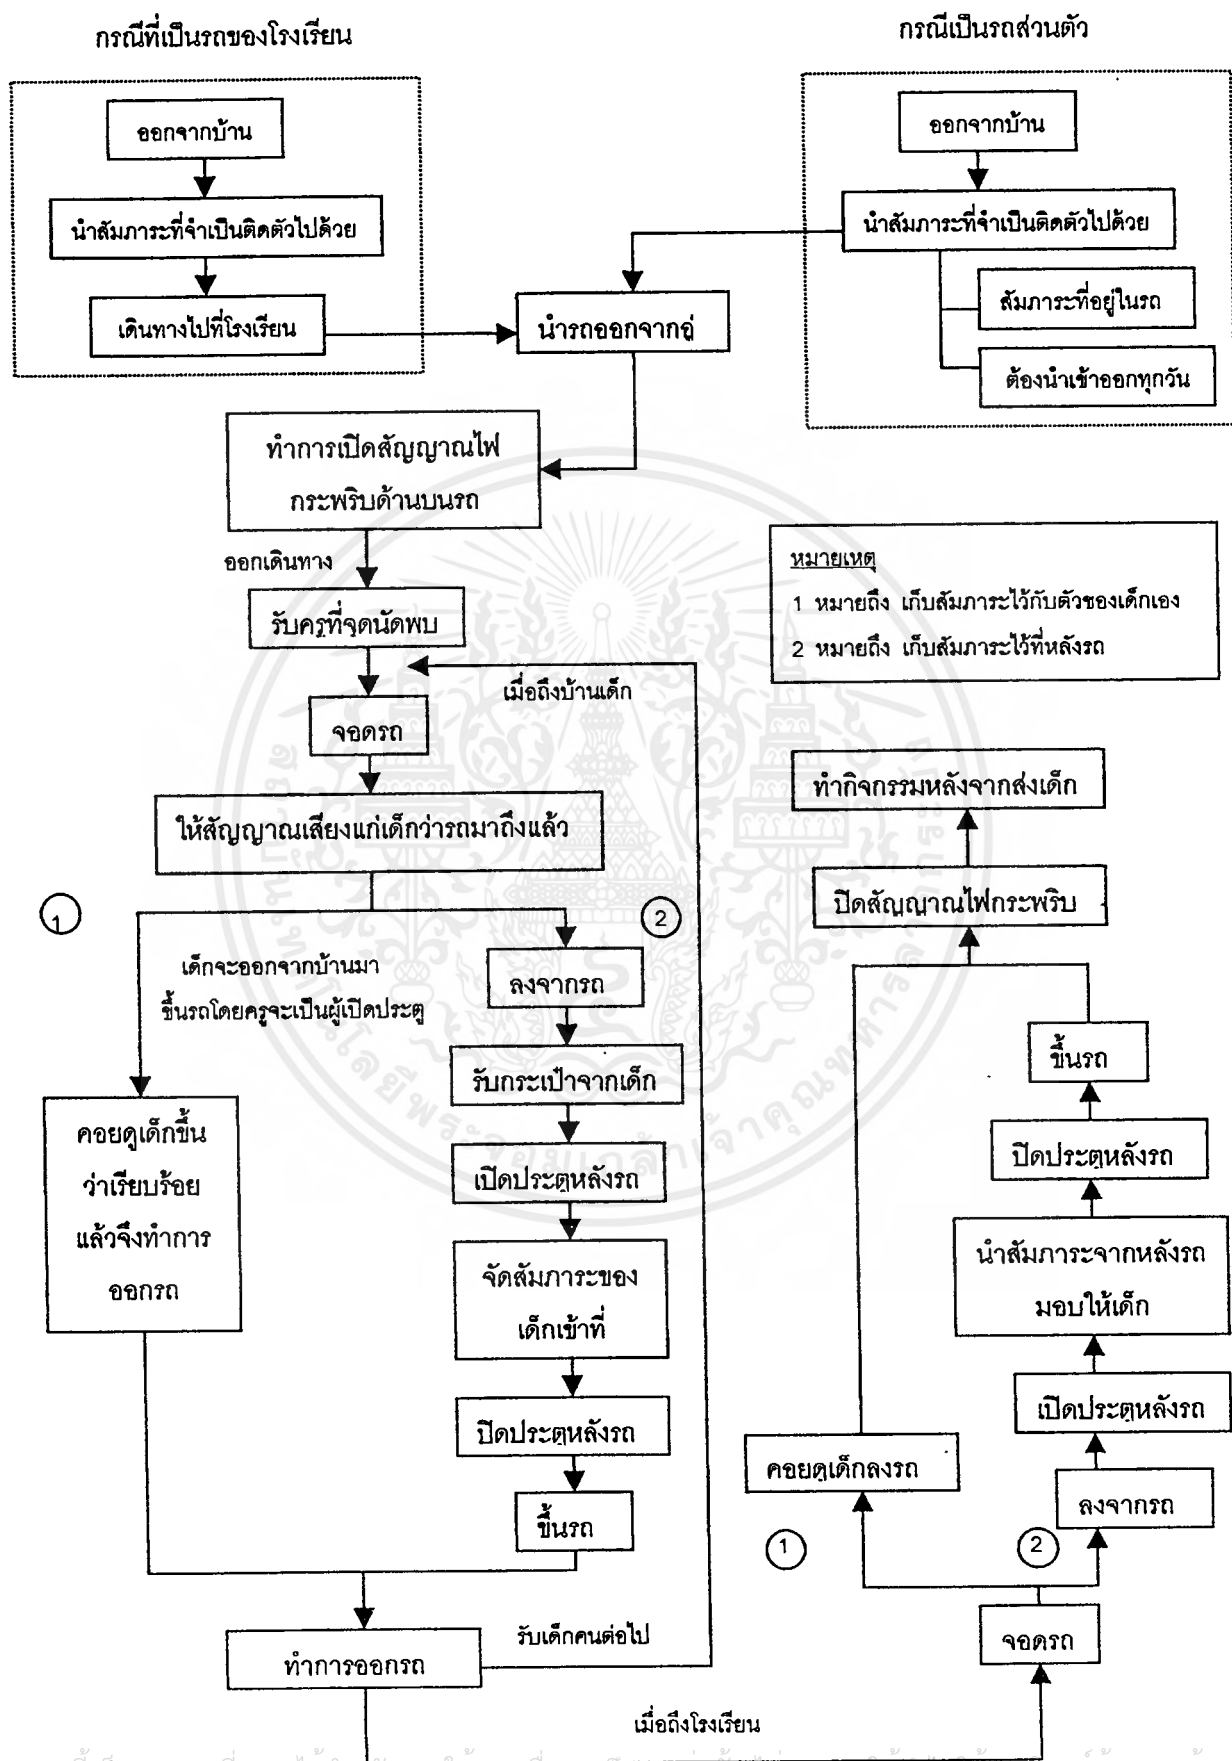 กรณีที่เป็นรถของโรงเรียน
ออกจากบ้าน
นำสัมภาระที่จำเป็นติดตัวไปด้วย
เดินทางไปที่โรงเรียน
กรณีเป็นรถส่วนตัว
ออกจากบ้าน
นำสัมภาระที่จำเป็นติดตัวไปด้วย
สัมภาระที่อยู่ในรถ
ต้องนำเข้าออกทุกวัน
นำรถออกจากอู่
ทำการเปิดสัญญาณไฟ
กระพริบด้านบนรถ
ออกเดินทาง
รับครูที่จุดนัดพบ
เมื่อถึงบ้านเด็ก
จอดรถ
ให้สัญญาณเสียงแก่เด็กว่ารถมาถึงแล้ว
1
เด็กจะออกจากบ้านมา
ขึ้นรถโดยครูจะเป็นผู้เปิดประตู
คอยดูเด็กขึ้น
ว่าเรียบร้อย
แล้วจึงทำการ
ออกรถ
2
ลงจากรถ
รับกระเป๋าจากเด็ก
เปิดประตูหลังรถ
จัดสัมภาระของ
เด็กเข้าที่
ปิดประตูหลังรถ
ขึ้นรถ
ทำการออกรถ
รับเด็กคนต่อไป
เมื่อถึงโรงเรียน
หมายเหตุ
1 หมายถึง เก็บสัมภาระไว้กับตัวของเด็กเอง
2 หมายถึง เก็บสัมภาระไว้ที่หลังรถ
ทำกิจกรรมหลังจากส่งเด็ก
ปิดสัญญาณไฟกระพริบ
ขึ้นรถ
ปิดประตูหลังรถ
นำสัมภาระจากหลังรถ
มอบให้เด็ก
เปิดประตูหลังรถ
คอยดูเด็กลงรถ
ลงจากรถ
1
2
จอดรถ